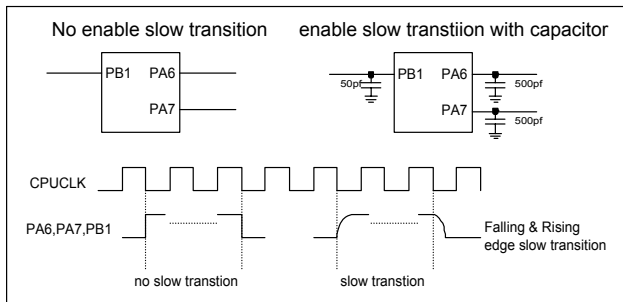 No enable slow transition
enable slow transtiion with capacitor
PB1 PA6
PA7
50pf
PB1 PA6
PA7
500pf
500pf
CPUCLK
PA6,PA7,PB1
Falling & Rising
edge slow transition
no slow transtion
slow transtion